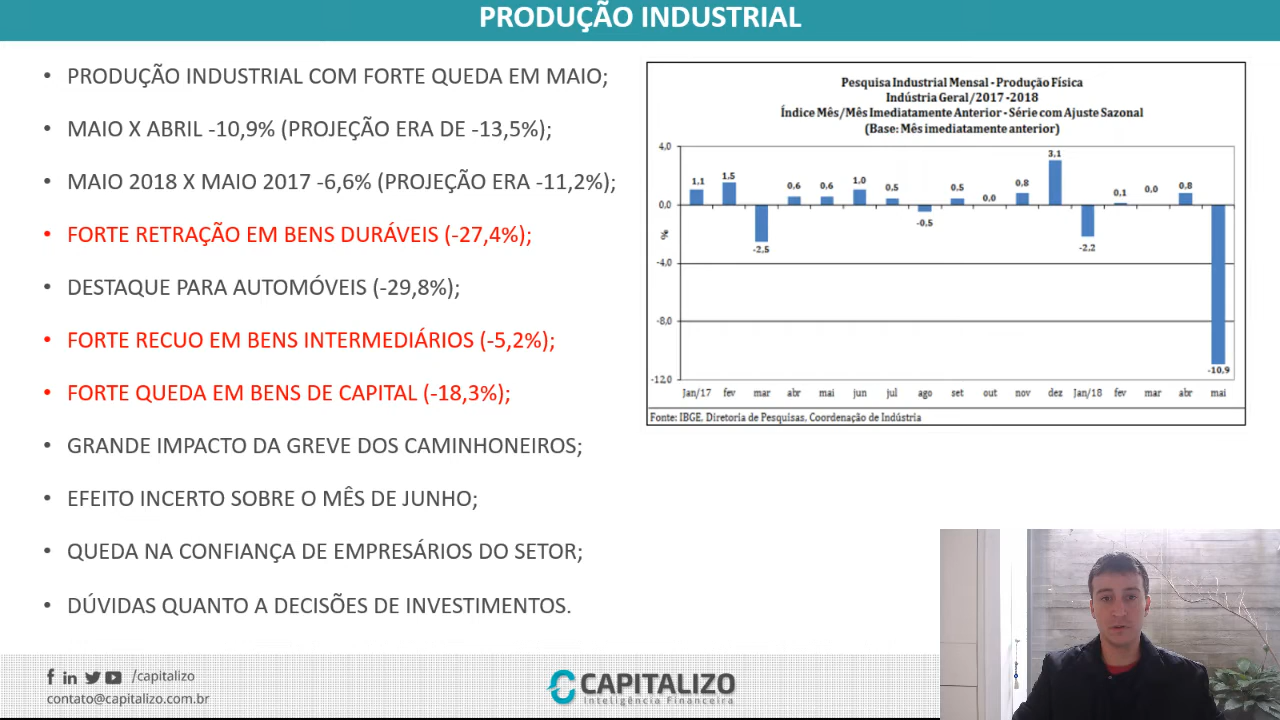 PRODUÇÃO INDUSTRIAL
• PRODUÇÃO INDUSTRIAL COM FORTE QUEDA EM MAIO;
• MAIO X ABRIL -10,9% (PROJEÇÃO ERA DE -13,5%);
• MAIO 2018 X MAIO 2017 -6,6% (PROJEÇÃO ERA -11,2%);
• FORTE RETRAÇÃO EM BENS DURÁVEIS (-27,4%);
• DESTAQUE PARA AUTOMÓVEIS (-29,8%);
• FORTE RECUO EM BENS INTERMEDIÁRIOS (-5,2%);
• FORTE QUEDA EM BENS DE CAPITAL (-18,3%);
• GRANDE IMPACTO DA GREVE DOS CAMINHONEIROS;
• EFEITO INCERTO SOBRE O MÊS DE JUNHO;
• QUEDA NA CONFIANÇA DE EMPRESÁRIOS DO SETOR;
• DÚVIDAS QUANTO A DECISÕES DE INVESTIMENTOS.
Pesquisa Industrial Mensal - Produção Física
Indústria Geral/2017 -2018
Índice Mês/Mês Imediatamente Anterior - Série com Ajuste Sazonal
(Base: Mês imediatamente anterior)
4.0
0.0
-4.0
-8.0
-12.0
%
1.1 1.5 -2.5 0.6 0.6 1.0 0.5 -0.5 0.5 0.0 0.8 3.1 -2.2 0.1 0.0 0.8 -10.9
Jan/17 fev mar abr mai jun jul ago set out nov dez Jan/18 fev mar abr mai
Fonte: IBGE, Diretoria de Pesquisas, Coordenação de Indústria
/capitalizo
contato@capitalizo.com.br
CAPITALIZO
Inteligência Financeira